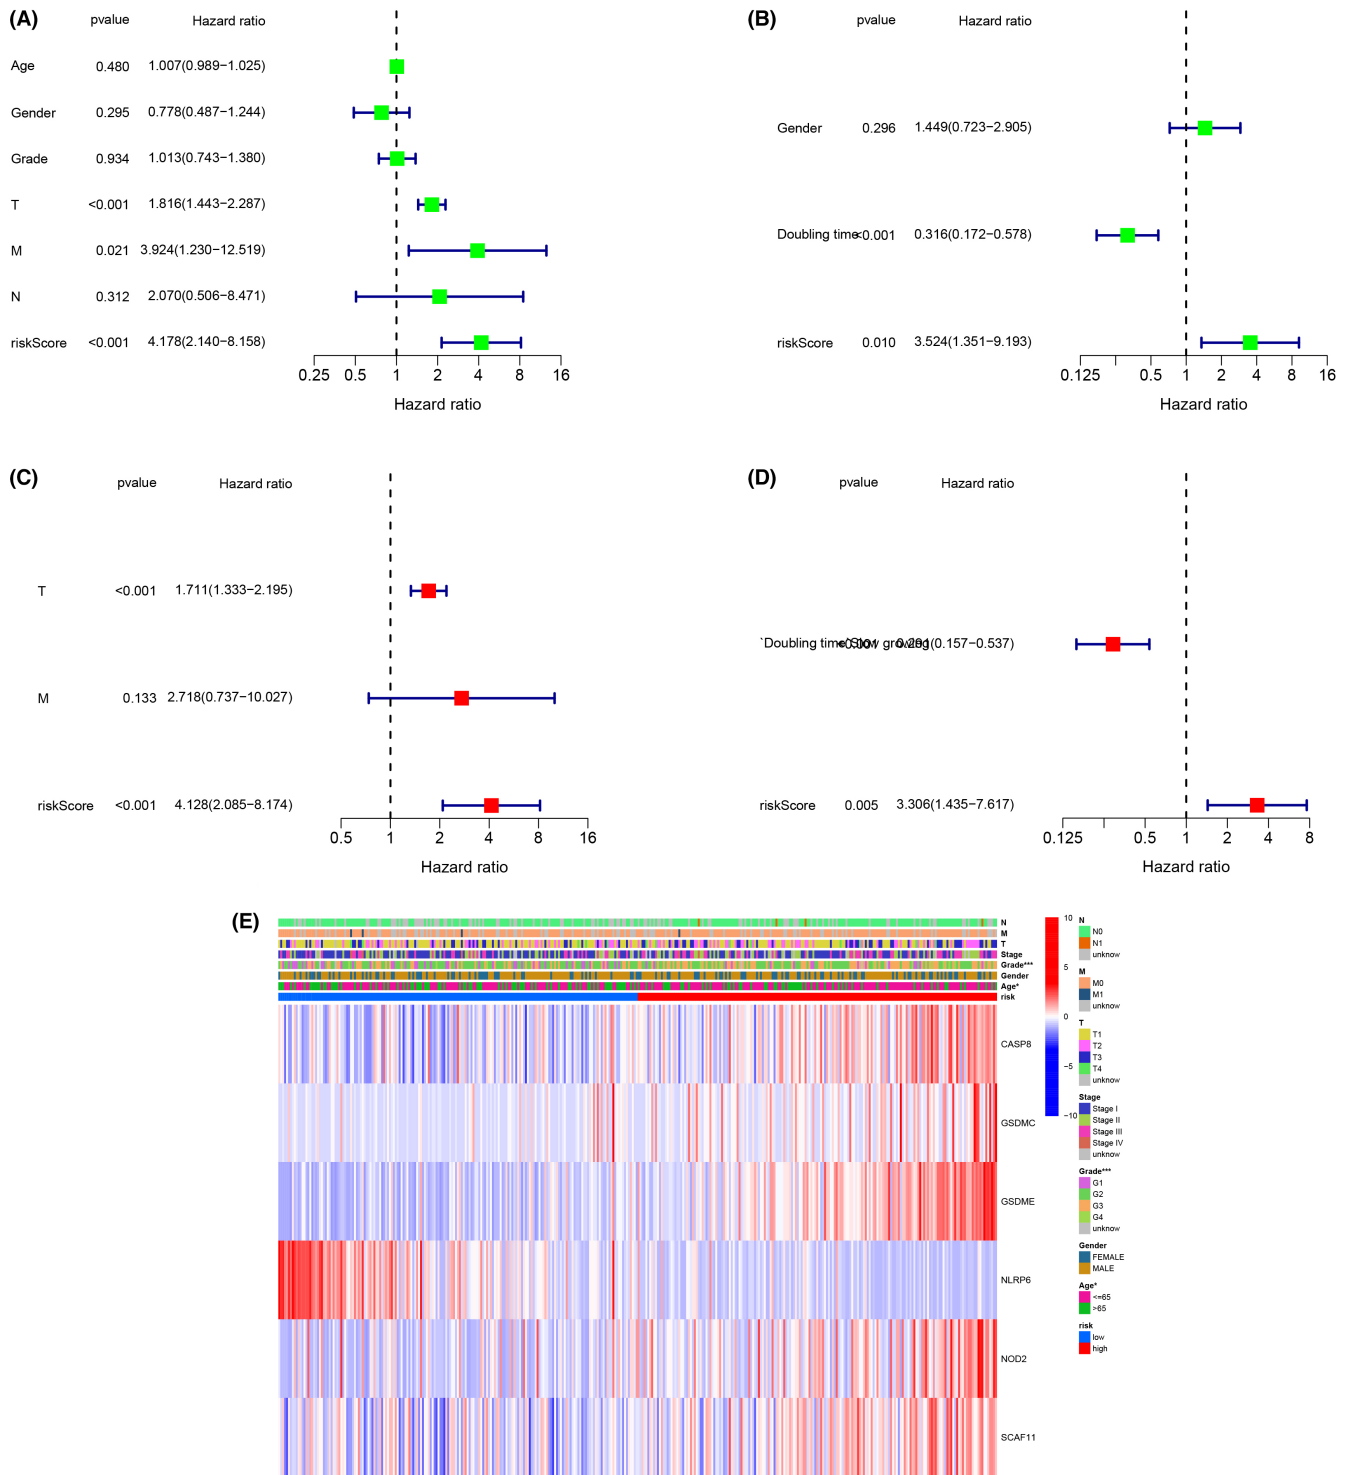 (A) pvalue Hazard ratio
Age 0.480 1.007(0.989−1.025)
Gender 0.295 0.778(0.487−1.244)
Grade 0.934 1.013(0.743−1.380)
T <0.001 1.816(1.443−2.287)
M 0.021 3.924(1.230−12.519)
N 0.312 2.070(0.506−8.471)
riskScore <0.001 4.178(2.140−8.158)
0.25 0.5 1 2 4 8 16
Hazard ratio
(B) pvalue Hazard ratio
Gender 0.296 1.449(0.723−2.905)
Doubling time <0.001 0.316(0.172−0.578)
riskScore 0.010 3.524(1.351−9.193)
0.125 0.5 1 2 4 8 16
Hazard ratio
(C) pvalue Hazard ratio
T <0.001 1.711(1.333−2.195)
M 0.133 2.718(0.737−10.027)
riskScore <0.001 4.128(2.085−8.174)
0.5 1 2 4 8 16
Hazard ratio
(D) pvalue Hazard ratio
`Doubling time`Slow growing <0.001 0.291(0.157−0.537)
riskScore 0.005 3.306(1.435−7.617)
0.125 0.5 1 2 4 8
Hazard ratio
(E)
N
M
T
Stage
Grade***
Gender
Age*
risk
CASP8
GSDMC
GSDME
NLRP6
NOD2
SCAF11
10
5
0
−5
−10
N
N0
N1
unknow
M
M0
M1
unknow
T
T1
T2
T3
T4
unknow
Stage
Stage I
Stage II
Stage III
Stage IV
unknow
Grade***
G1
G2
G3
G4
unknow
Gender
FEMALE
MALE
Age*
<=65
>65
risk
low
high